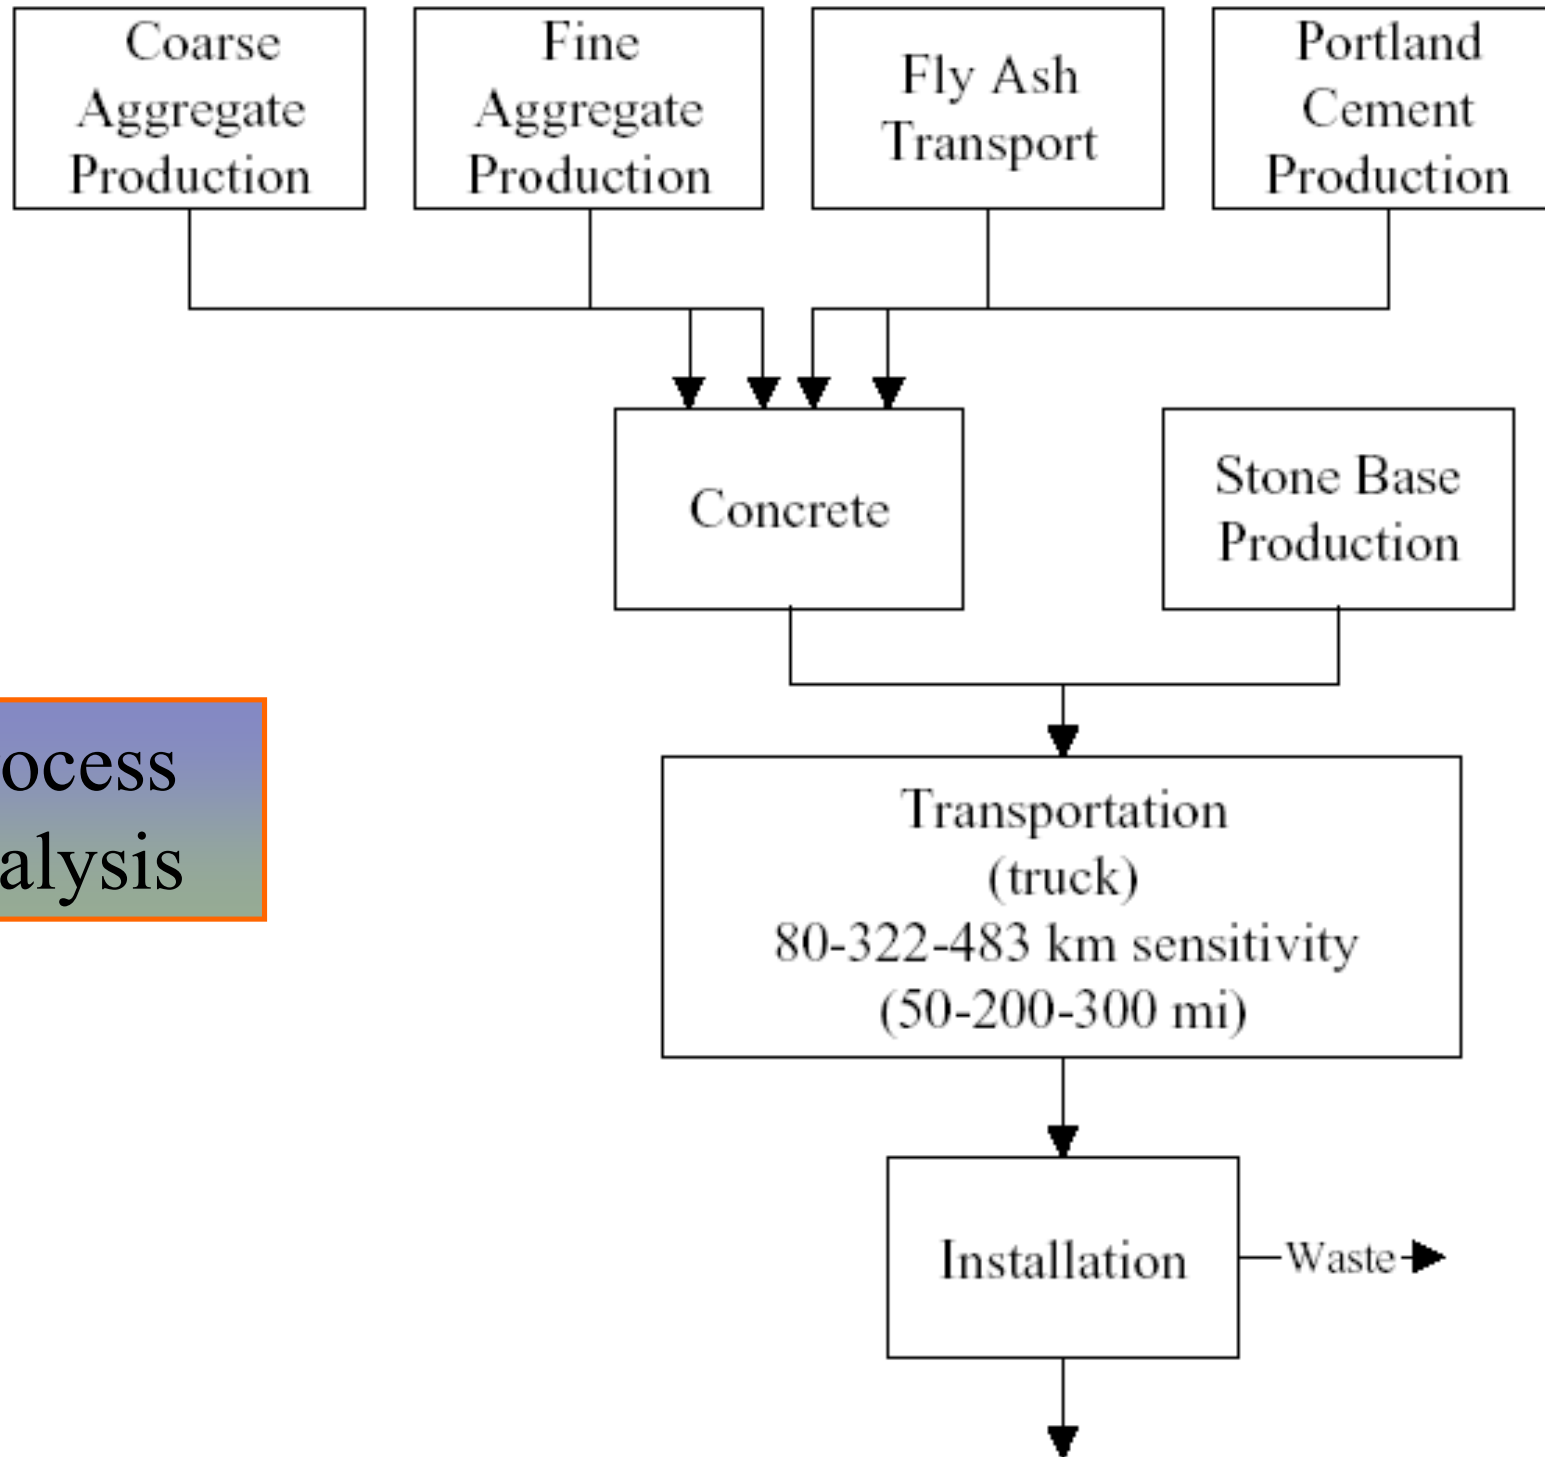 Coarse
Aggregate
Production
Fine
Aggregate
Production
Fly Ash
Transport
Portland
Cement
Production
Concrete
Stone Base
Production
ocess
alysis
Transportation
(truck)
80-322-483 km sensitivity
(50-200-300 mi)
Installation
Waste